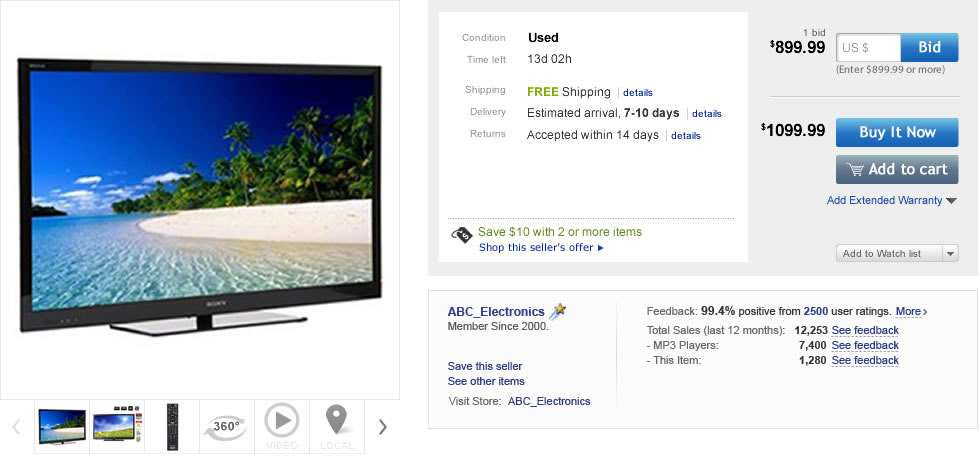 SONY
360°
VIDEO
LOCAL
Condition Used
Time left 13d 02h
Shipping FREE Shipping | details
Delivery Estimated arrival, 7-10 days | details
Returns Accepted within 14 days | details
Save $10 with 2 or more items
Shop this seller's offer ▸
1 bid
$899.99 US $ Bid
(Enter $899.99 or more)
$1099.99 Buy It Now
Add to cart
Add Extended Warranty
Add to Watch list
ABC_Electronics
Member Since 2000.
Save this seller
See other items
Visit Store: ABC_Electronics
Feedback: 99.4% positive from 2500 user ratings. More ›
Total Sales (last 12 months): 12,253 See feedback
- MP3 Players: 7,400 See feedback
- This Item: 1,280 See feedback